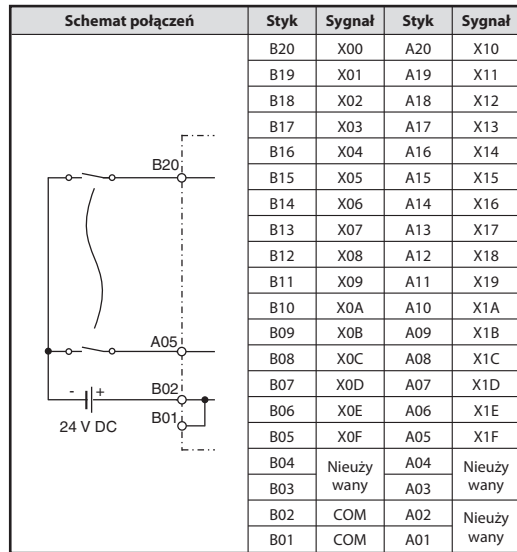 Schemat połączeń Styk Sygnał Styk Sygnał
B20 X00 A20 X10
B19 X01 A19 X11
B18 X02 A18 X12
B17 X03 A17 X13
B16 X04 A16 X14
B15 X05 A15 X15
B14 X06 A14 X16
B13 X07 A13 X17
B12 X08 A12 X18
B11 X09 A11 X19
B10 X0A A10 X1A
B09 X0B A09 X1B
B08 X0C A08 X1C
B07 X0D A07 X1D
B06 X0E A06 X1E
B05 X0F A05 X1F
B04 Nieuży A04 Nieuży
B03 wany A03 wany
B02 COM A02 Nieuży
B01 COM A01 wany
B20
A05
B02
- +
B01
24 V DC